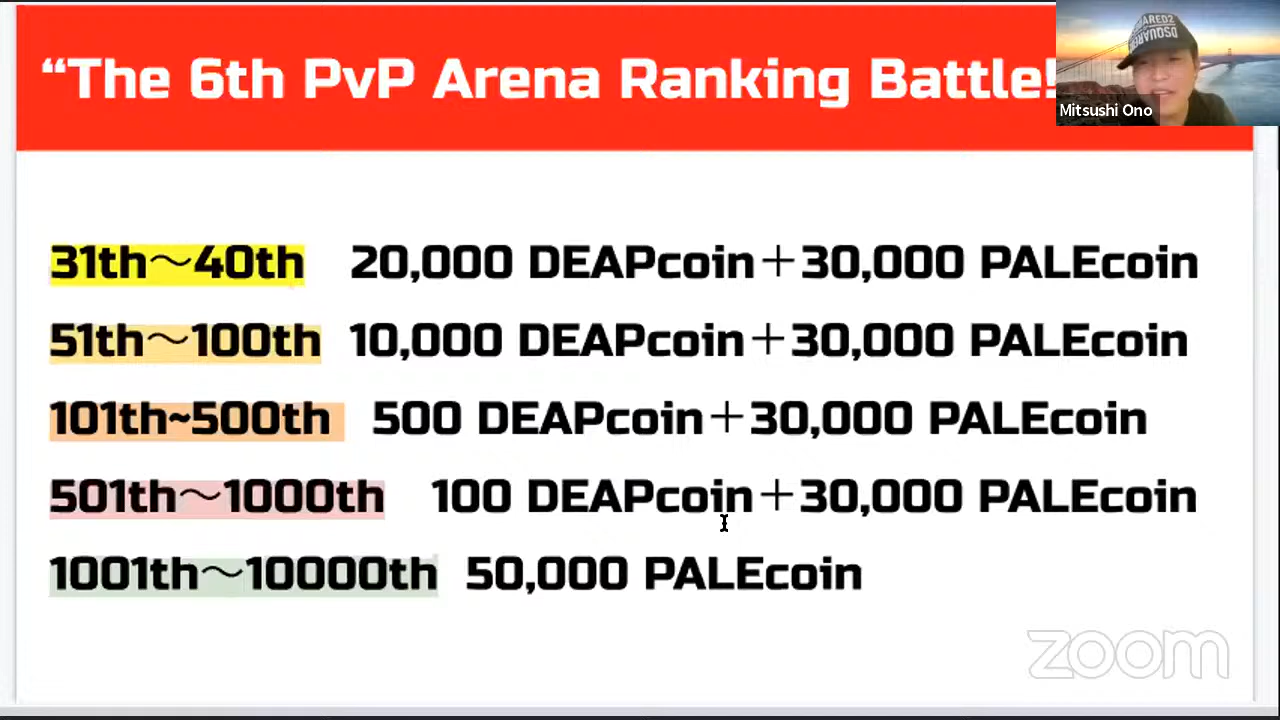 “The 6th PvP Arena Ranking Battle!
Mitsushi Ono
31th～40th 20,000 DEAPcoin＋30,000 PALEcoin
51th～100th 10,000 DEAPcoin＋30,000 PALEcoin
101th~500th 500 DEAPcoin＋30,000 PALEcoin
501th～1000th 100 DEAPcoin＋30,000 PALEcoin
1001th～10000th 50,000 PALEcoin
zoom